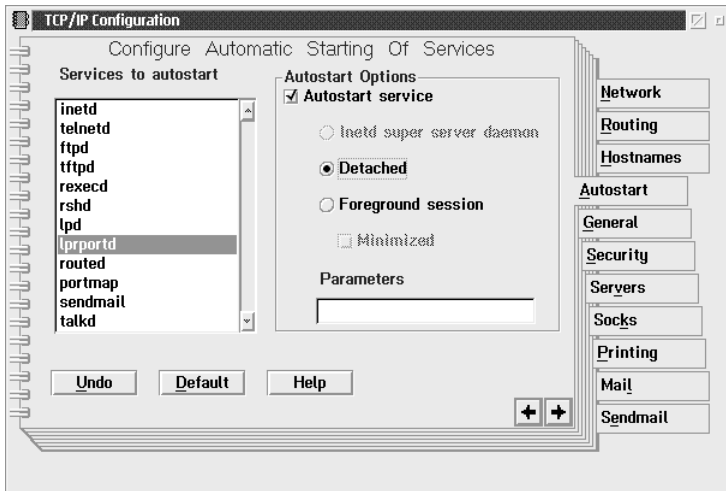 TCP/IP Configuration
Configure Automatic Starting Of Services
Services to autostart
inetd
telnetd
ftpd
tftpd
rexecd
rshd
lpd
lprportd
routed
portmap
sendmail
talkd
Autostart Options
Autostart service
Inetd super server daemon
Detached
Foreground session
Minimized
Parameters
Undo
Default
Help
Network
Routing
Hostnames
Autostart
General
Security
Servers
Socks
Printing
Mail
Sendmail